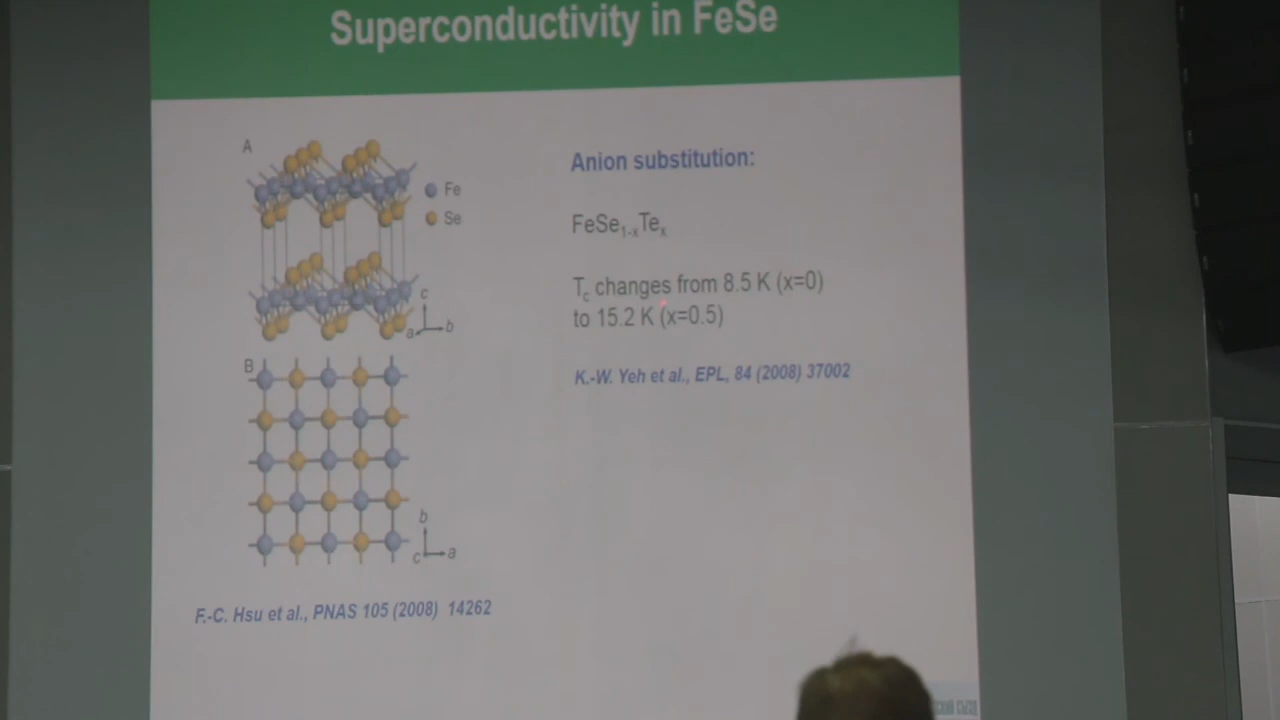 Superconductivity in FeSe
A
Fe
Se
c
a b
B
b
c a
F.-C. Hsu et al., PNAS 105 (2008) 14262
Anion substitution:
FeSe1-xTex
Tc changes from 8.5 K (x=0)
to 15.2 K (x=0.5)
K.-W. Yeh et al., EPL, 84 (2008) 37002
СЪЕЗД